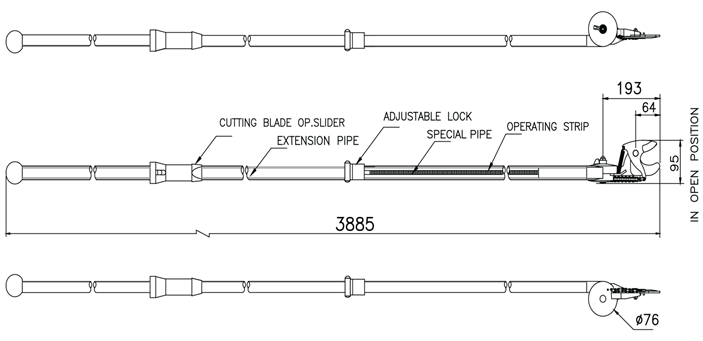 193
64
CUTTING BLADE OP.SLIDER
ADJUSTABLE LOCK
EXTENSION PIPE
SPECIAL PIPE
OPERATING STRIP
95
IN OPEN POSITION
3885
ø76